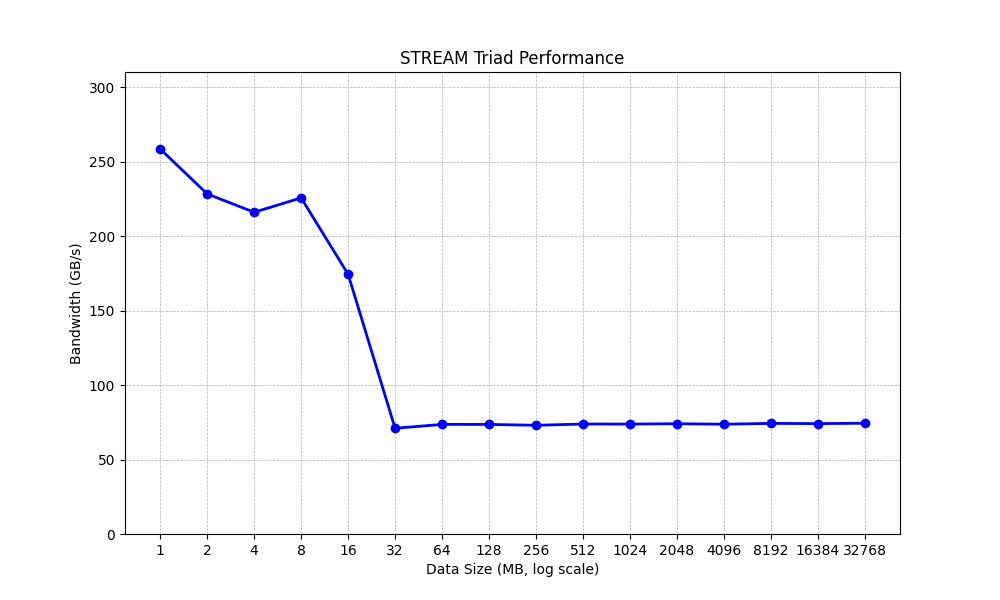 STREAM Triad Performance
300
250
200
150
100
50
0
Bandwidth (GB/s)
1 2 4 8 16 32 64 128 256 512 1024 2048 4096 8192 16384 32768
Data Size (MB, log scale)